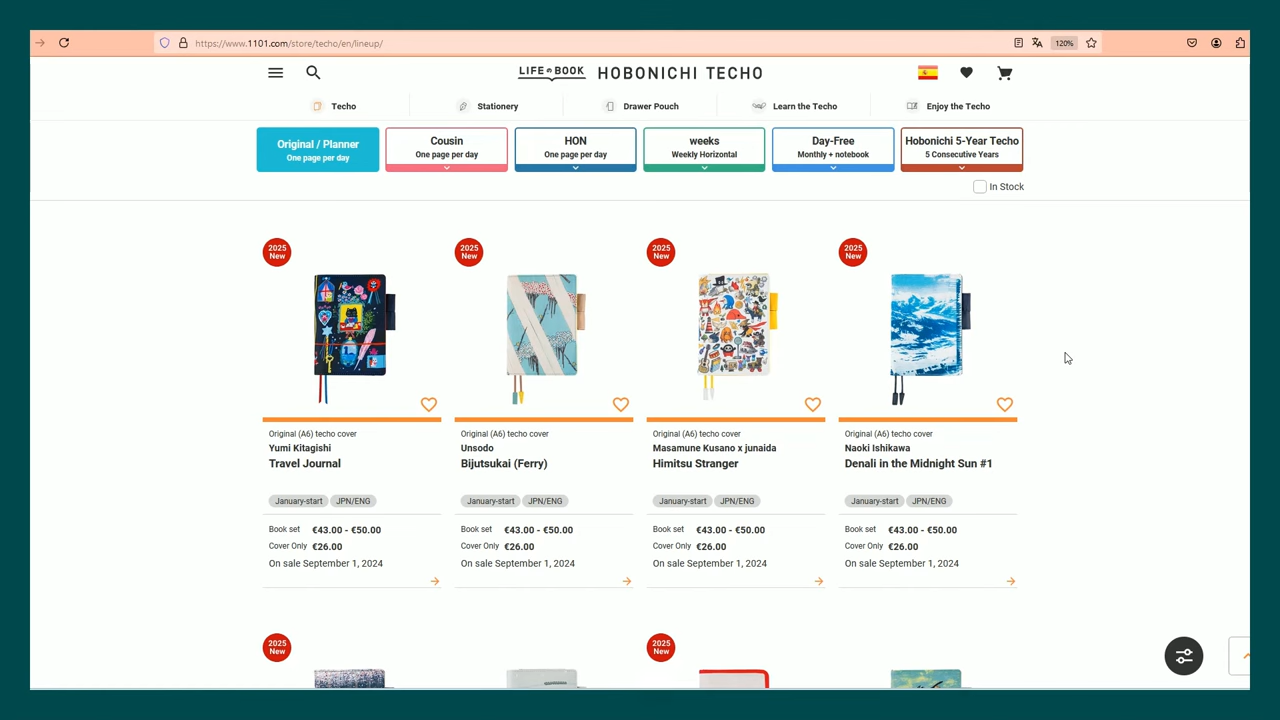 https://www.1101.com/store/techo/en/lineup/
120%
LIFE BOOK HOBONICHI TECHO
Techo
Stationery
Drawer Pouch
Learn the Techo
Enjoy the Techo
Original / Planner
One page per day
Cousin
One page per day
HON
One page per day
weeks
Weekly Horizontal
Day-Free
Monthly + notebook
Hobonichi 5-Year Techo
5 Consecutive Years
In Stock
2025
New
Original (A6) techo cover
Yumi Kitagishi
Travel Journal
January-start JPN/ENG
Book set €43.00 - €50.00
Cover Only €26.00
On sale September 1, 2024
2025
New
Original (A6) techo cover
Unsodo
Bijutsukai (Ferry)
January-start JPN/ENG
Book set €43.00 - €50.00
Cover Only €26.00
On sale September 1, 2024
2025
New
Original (A6) techo cover
Masamune Kusano x junaida
Himitsu Stranger
January-start JPN/ENG
Book set €43.00 - €50.00
Cover Only €26.00
On sale September 1, 2024
2025
New
Original (A6) techo cover
Naoki Ishikawa
Denali in the Midnight Sun #1
January-start JPN/ENG
Book set €43.00 - €50.00
Cover Only €26.00
On sale September 1, 2024
2025
New
2025
New